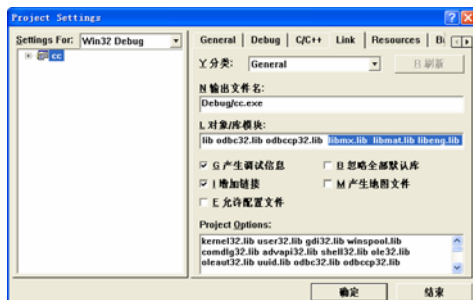 Project Settings
Settings For: Win32 Debug
General Debug C/C++ Link Resources
cc
Y 分类: General
B 刷新
N 输出文件名:
Debug/cc.exe
L 对象/库模块:
lib odbc32.lib odbccp32.lib libmx.lib libmat.lib libeng.lib
G 产生调试信息 B 忽略全部默认库
I 增加链接 M 产生地图文件
E 允许配置文件
Project Options:
kernel32.lib user32.lib gdi32.lib winspool.lib
comdlg32.lib advapi32.lib shell32.lib ole32.lib
oleaut32.lib uuid.lib odbc32.lib odbccp32.lib
确定 结束